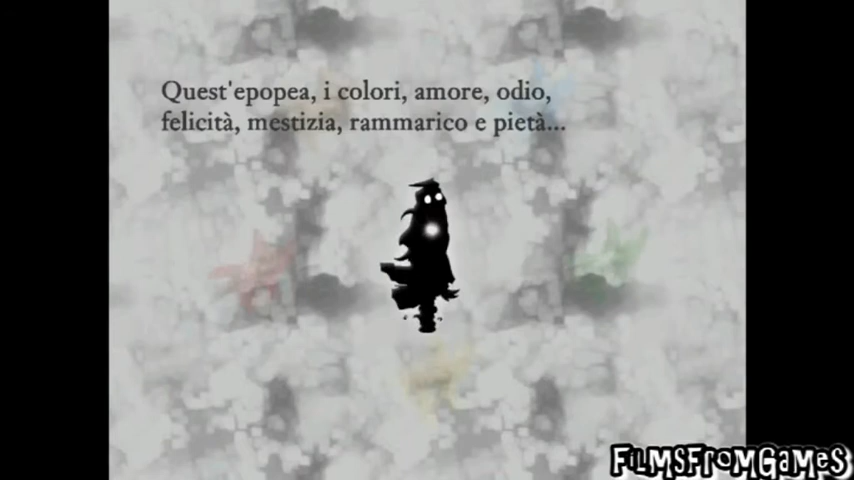 Quest'epopea, i colori, amore, odio,
felicità, mestizia, rammarico e pietà...
FilmsFromGames